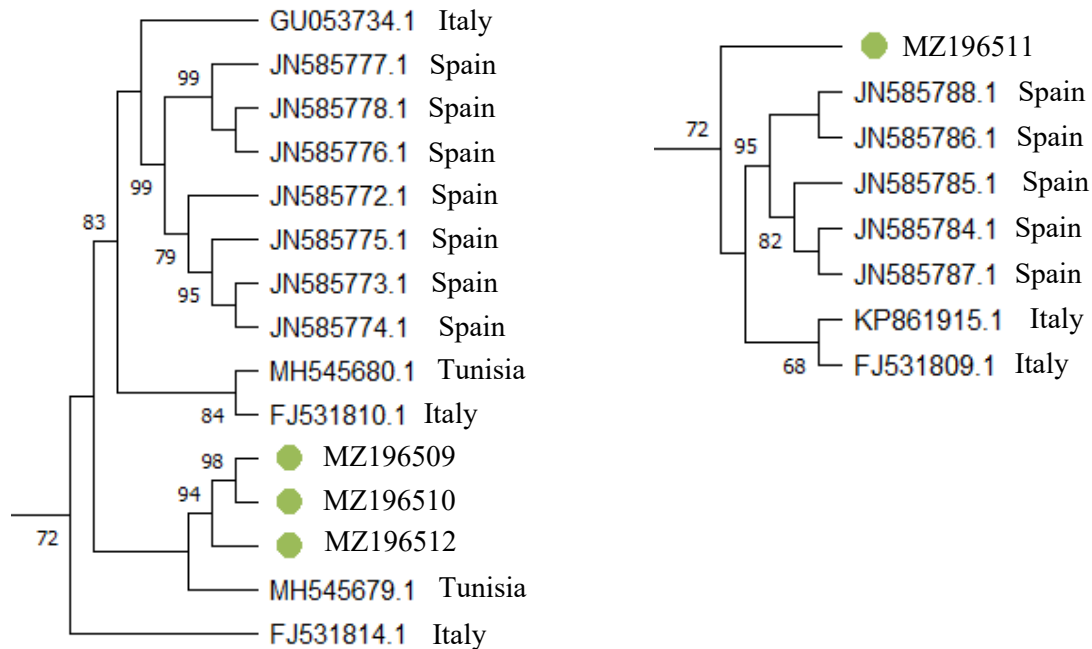 GU053734.1 Italy
JN585777.1 Spain
99
JN585778.1 Spain
JN585776.1 Spain
99
JN585772.1 Spain
83
JN585775.1 Spain
79
JN585773.1 Spain
95
JN585774.1 Spain
MH545680.1 Tunisia
84
FJ531810.1 Italy
98
MZ196509
94
MZ196510
MZ196512
72
MH545679.1 Tunisia
FJ531814.1 Italy
MZ196511
JN585788.1 Spain
72
95
JN585786.1 Spain
JN585785.1 Spain
JN585784.1 Spain
82
JN585787.1 Spain
KP861915.1 Italy
68
FJ531809.1 Italy